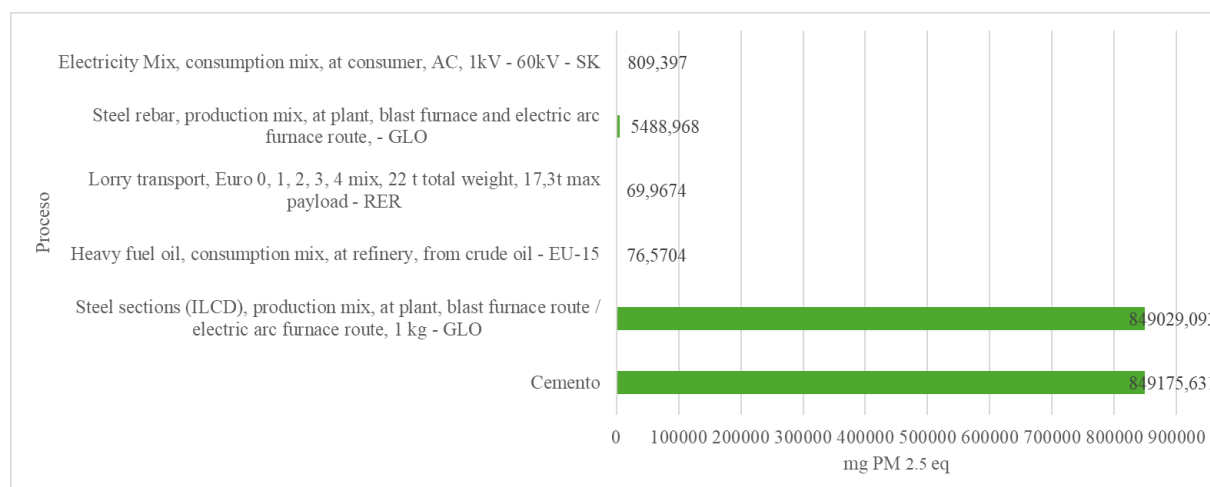 Electricity Mix, consumption mix, at consumer, AC, 1kV - 60kV - SK
809,397
Steel rebar, production mix, at plant, blast furnace and electric arc
furnace route, - GLO
5488,968
Lorry transport, Euro 0, 1, 2, 3, 4 mix, 22 t total weight, 17,3t max
payload - RER
69,9674
Proceso
Heavy fuel oil, consumption mix, at refinery, from crude oil - EU-15
76,5704
Steel sections (ILCD), production mix, at plant, blast furnace route /
electric arc furnace route, 1 kg - GLO
849029,093
Cemento
849175,631
0 100000 200000 300000 400000 500000 600000 700000 800000 900000
mg PM 2.5 eq